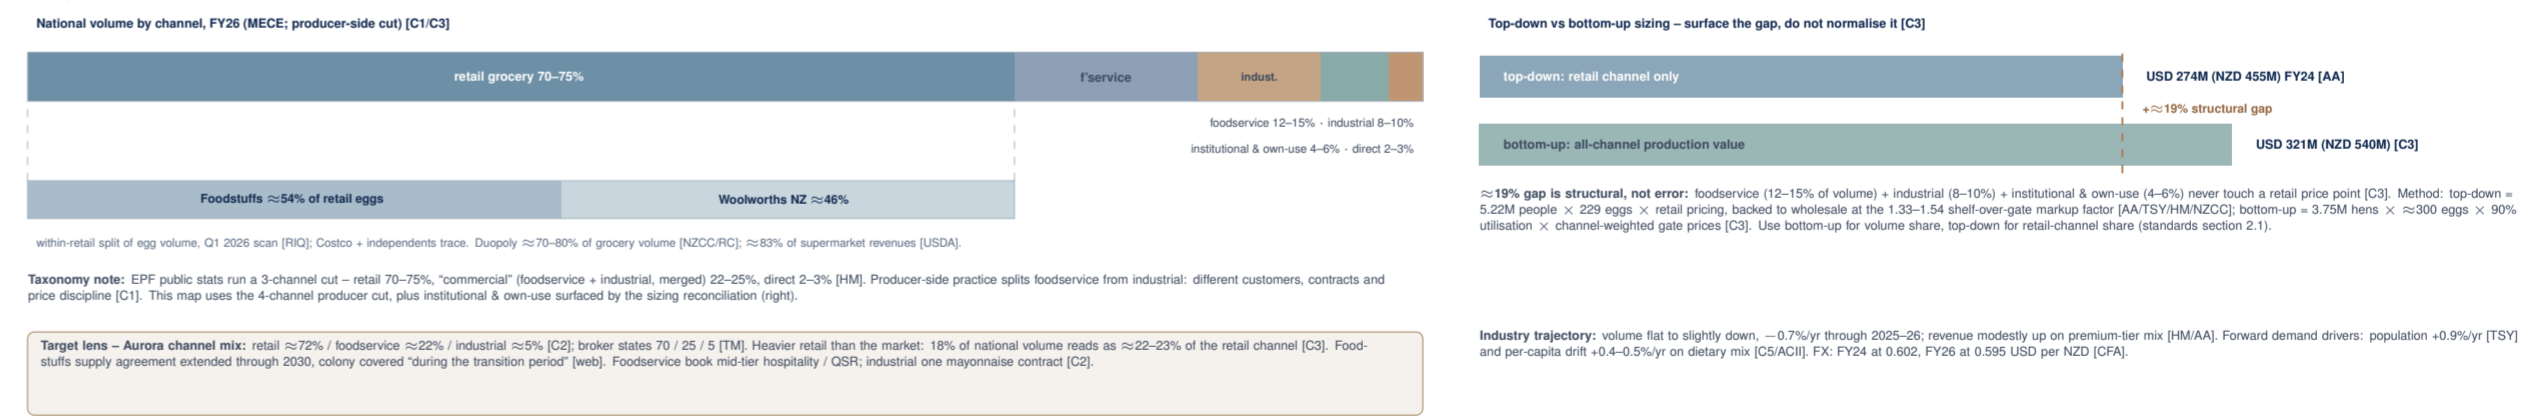 National volume by channel, FY26 (MECE; producer-side cut) [C1/C3]
retail grocery 70–75%
f'service
indust.
foodservice 12–15% · industrial 8–10%
institutional & own-use 4–6% · direct 2–3%
Foodstuffs ≈54% of retail eggs
Woolworths NZ ≈46%
within-retail split of egg volume, Q1 2026 scan [RIQ]; Costco + independents trace. Duopoly ≈70–80% of grocery volume [NZCC/RC]; ≈83% of supermarket revenues [USDA].
Taxonomy note: EPF public stats run a 3-channel cut – retail 70–75%, “commercial” (foodservice + industrial, merged) 22–25%, direct 2–3% [HM]. Producer-side practice splits foodservice from industrial: different customers, contracts and
price discipline [C1]. This map uses the 4-channel producer cut, plus institutional & own-use surfaced by the sizing reconciliation (right).
Target lens – Aurora channel mix: retail ≈72% / foodservice ≈22% / industrial ≈5% [C2]; broker states 70 / 25 / 5 [TM]. Heavier retail than the market: 18% of national volume reads as ≈22–23% of the retail channel [C3]. Food-
stuffs supply agreement extended through 2030, colony covered “during the transition period” [web]. Foodservice book mid-tier hospitality / QSR; industrial one mayonnaise contract [C2].
Top-down vs bottom-up sizing – surface the gap, do not normalise it [C3]
top-down: retail channel only
USD 274M (NZD 455M) FY24 [AA]
+≈19% structural gap
bottom-up: all-channel production value
USD 321M (NZD 540M) [C3]
≈19% gap is structural, not error: foodservice (12–15% of volume) + industrial (8–10%) + institutional & own-use (4–6%) never touch a retail price point [C3]. Method: top-down =
5.22M people × 229 eggs × retail pricing, backed to wholesale at the 1.33–1.54 shelf-over-gate markup factor [AA/TSY/HM/NZCC]; bottom-up = 3.75M hens × ≈300 eggs × 90%
utilisation × channel-weighted gate prices [C3]. Use bottom-up for volume share, top-down for retail-channel share (standards section 2.1).
Industry trajectory: volume flat to slightly down, −0.7%/yr through 2025–26; revenue modestly up on premium-tier mix [HM/AA]. Forward demand drivers: population +0.9%/yr [TSY]
and per-capita drift +0.4–0.5%/yr on dietary mix [C5/ACII]. FX: FY24 at 0.602, FY26 at 0.595 USD per NZD [CFA].